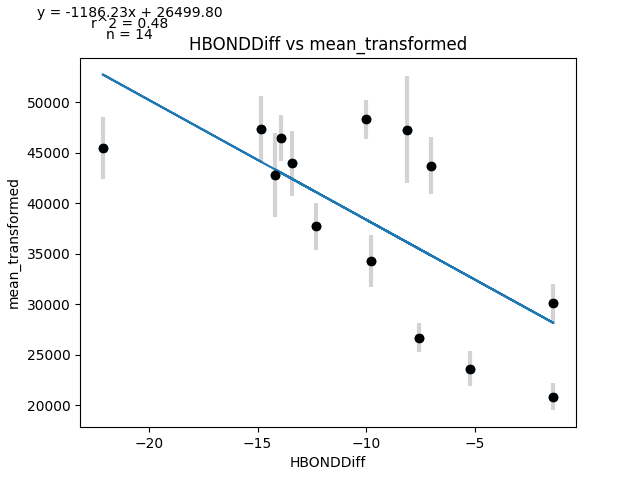 y = -1186.23x + 26499.80
r^2 = 0.48
n = 14
HBONDDiff vs mean_transformed
mean_transformed
50000
45000
40000
35000
30000
25000
20000
−20
−15
−10
−5
HBONDDiff